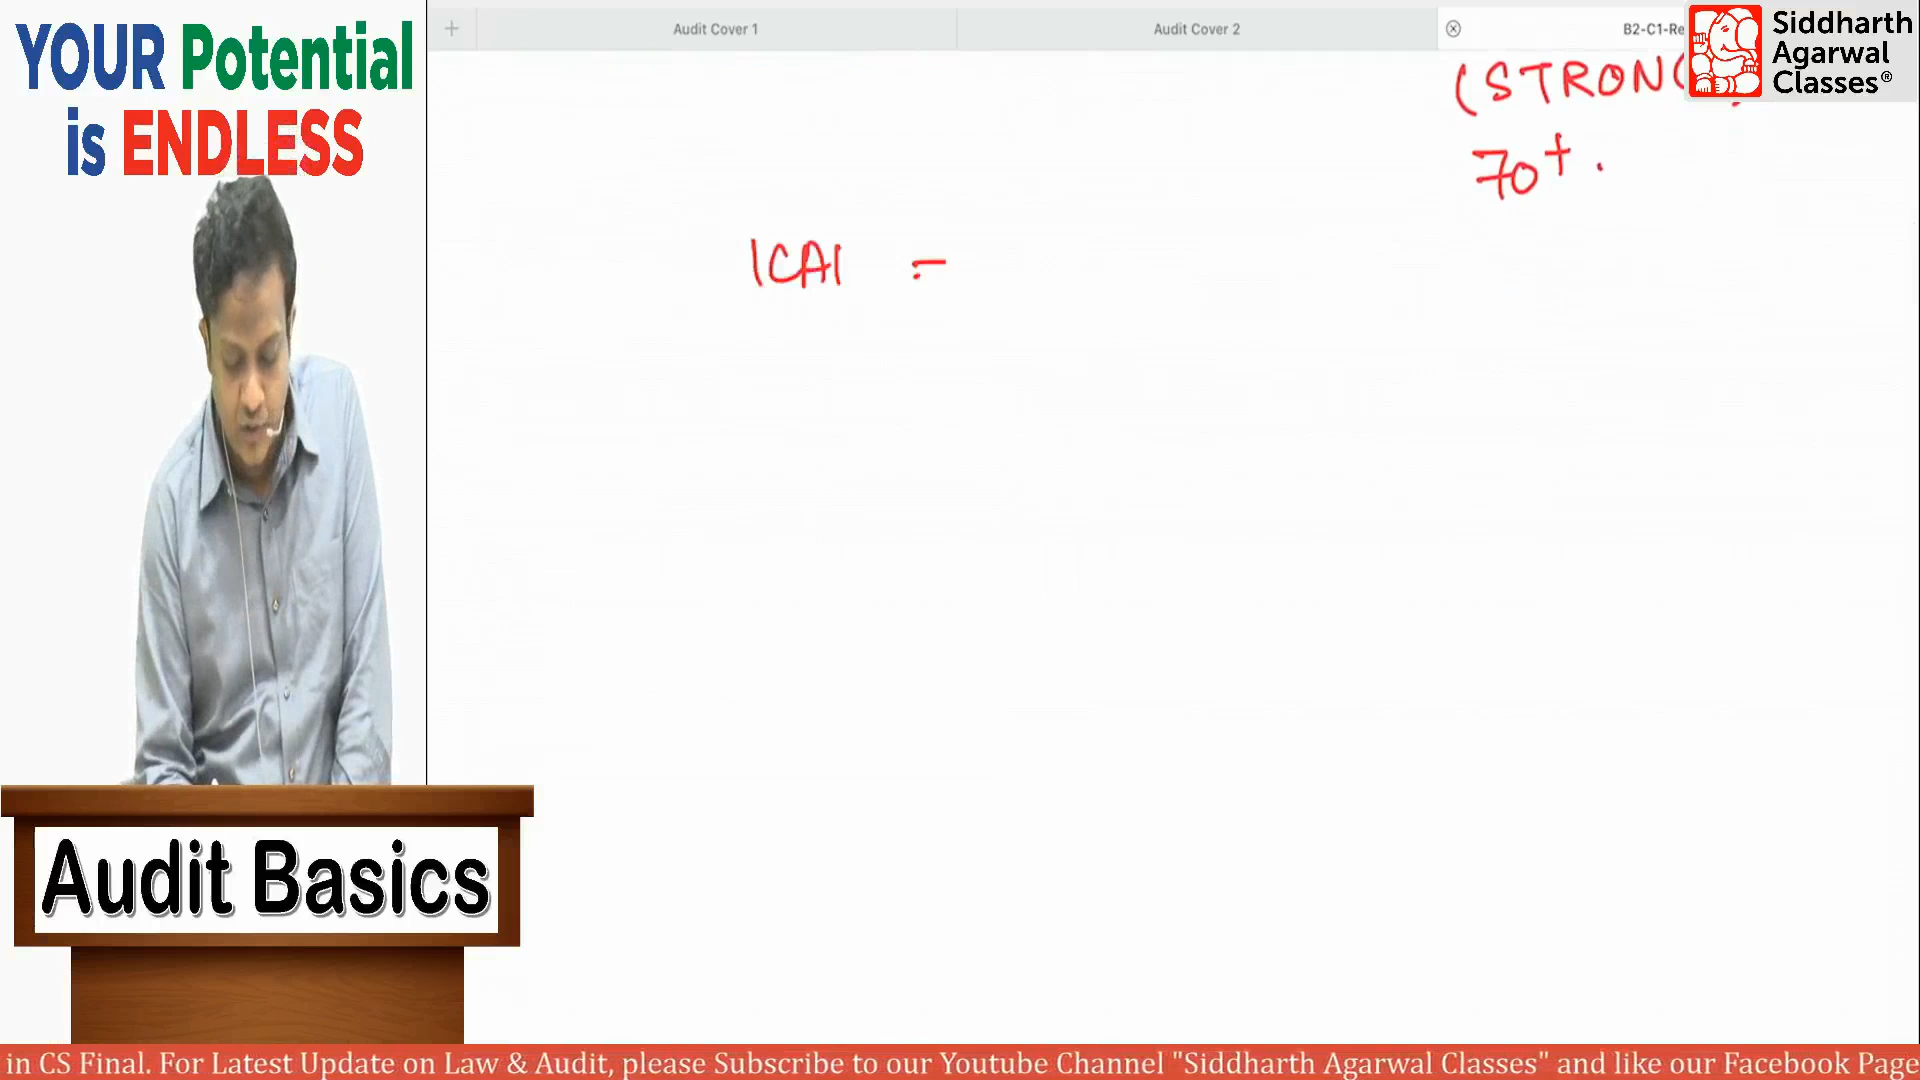 YOUR Potential
is ENDLESS
Audit Cover 1
Audit Cover 2
B2-C1-Re
Siddharth
Agarwal
Classes®
70+.
ICAI =
Audit Basics
in CS Final. For Latest Update on Law & Audit, please Subscribe to our Youtube Channel "Siddharth Agarwal Classes" and like our Facebook Page